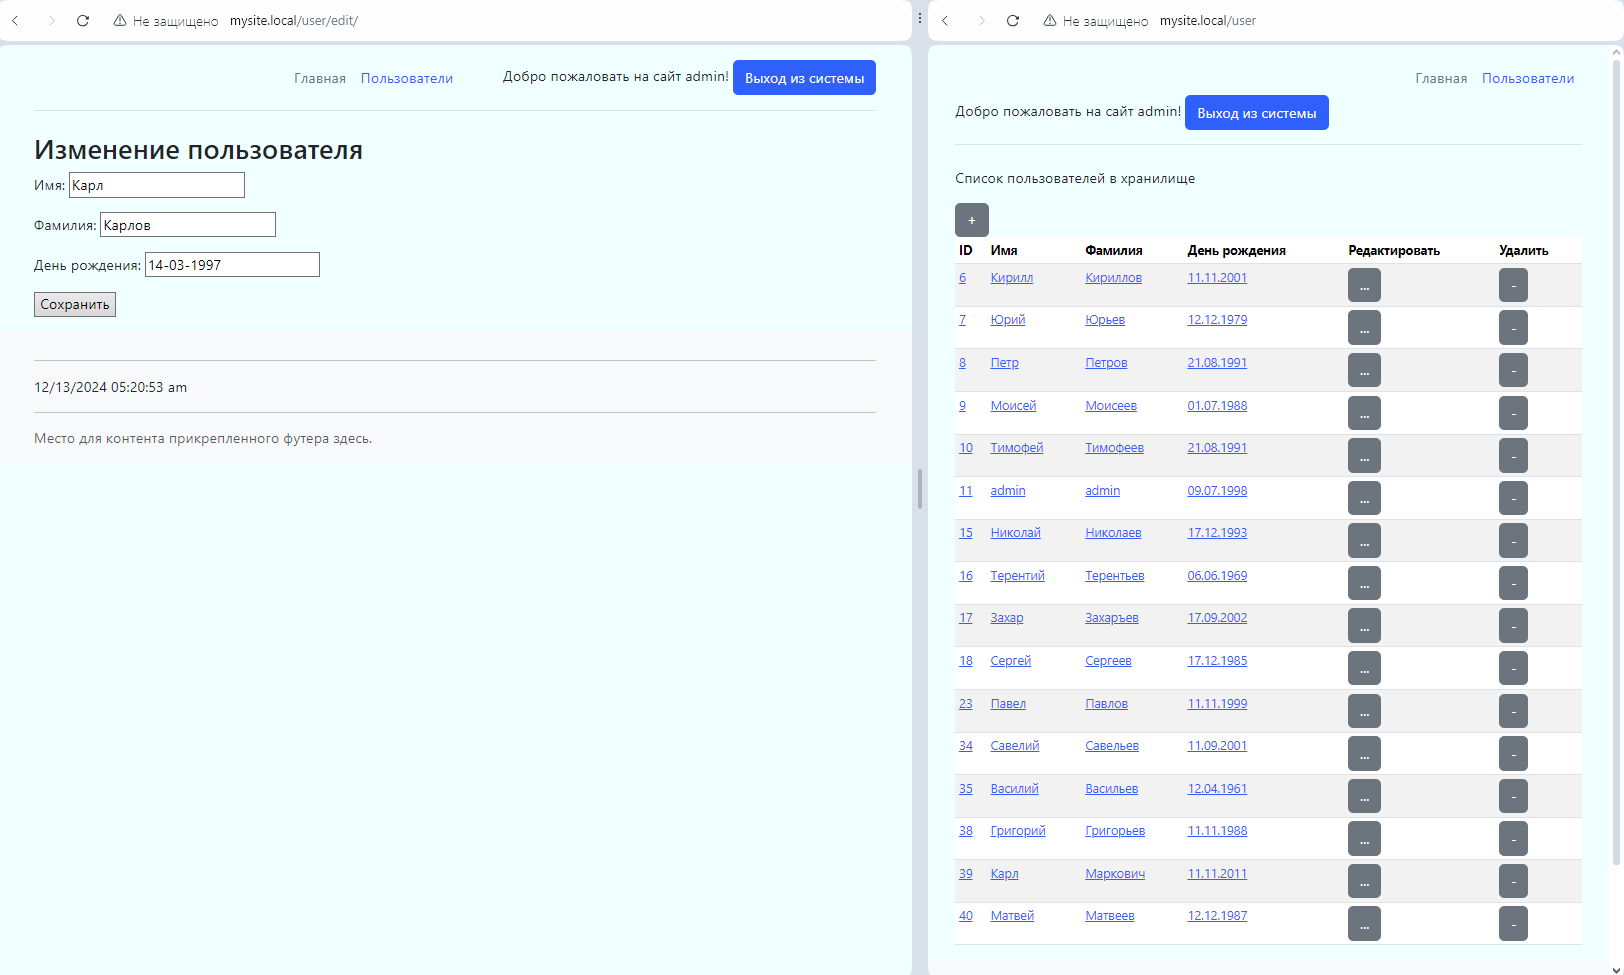 Не защищено mysite.local/user/edit/
Главная Пользователи Добро пожаловать на сайт admin! Выход из системы
Изменение пользователя
Имя: Карл
Фамилия: Карлов
День рождения: 14-03-1997
Сохранить
12/13/2024 05:20:53 am
Место для контента прикрепленного футера здесь.
Не защищено mysite.local/user
Главная Пользователи
Добро пожаловать на сайт admin! Выход из системы
Список пользователей в хранилище
+
ID Имя Фамилия День рождения Редактировать Удалить
6 Кирилл Кириллов 11.11.2001 ... -
7 Юрий Юрьев 12.12.1979 ... -
8 Петр Петров 21.08.1991 ... -
9 Моисей Моисеев 01.07.1988 ... -
10 Тимофей Тимофеев 21.08.1991 ... -
11 admin admin 09.07.1998 ... -
15 Николай Николаев 17.12.1993 ... -
16 Терентий Терентьев 06.06.1969 ... -
17 Захар Захаръев 17.09.2002 ... -
18 Сергей Сергеев 17.12.1985 ... -
23 Павел Павлов 11.11.1999 ... -
34 Савелий Савельев 11.09.2001 ... -
35 Василий Васильев 12.04.1961 ... -
38 Григорий Григорьев 11.11.1988 ... -
39 Карл Маркович 11.11.2011 ... -
40 Матвей Матвеев 12.12.1987 ... -